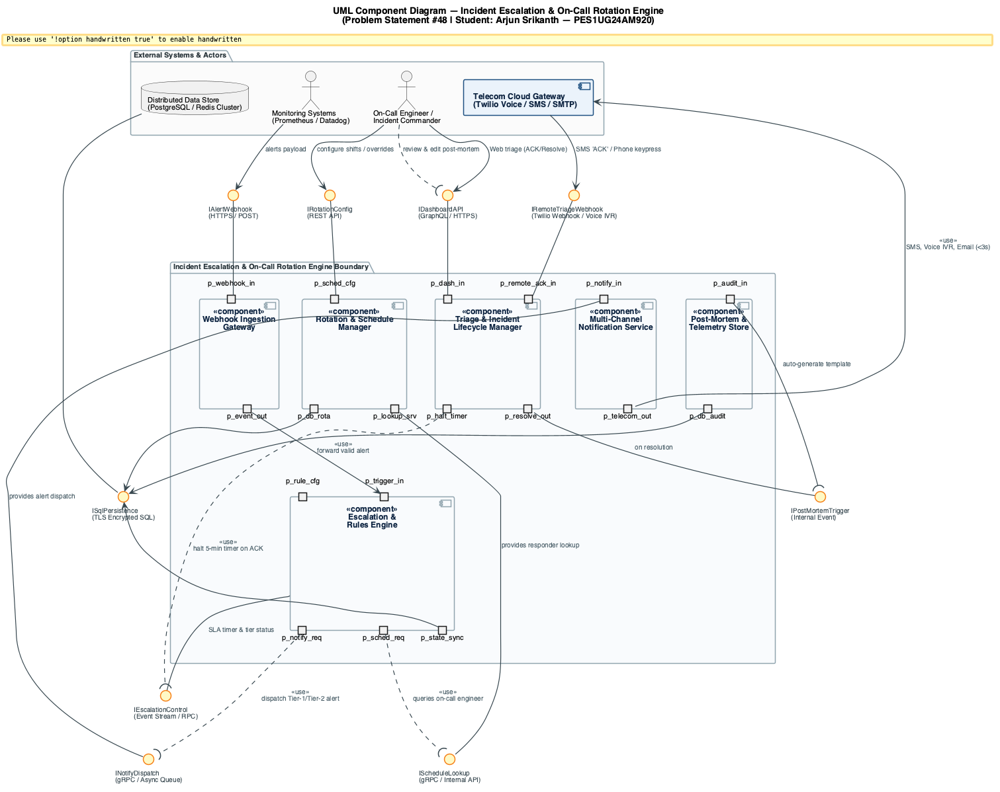 UML Component Diagram — Incident Escalation & On-Call Rotation Engine
(Problem Statement #48 | Student: Arjun Srikanth — PES1UG24AM920)
Please use '!option handwritten true' to enable handwritten
External Systems & Actors
Distributed Data Store
(PostgreSQL / Redis Cluster)
Monitoring Systems
(Prometheus / Datadog)
On-Call Engineer /
Incident Commander
Telecom Cloud Gateway
(Twilio Voice / SMS / SMTP)
alerts payload
configure shifts / overrides
review & edit post-mortem
Web triage (ACK/Resolve)
SMS 'ACK' / Phone keypress
IAlertWebhook
(HTTPS / POST)
IRotationConfig
(REST API)
IDashboardAPI
(GraphQL / HTTPS)
IRemoteTriageWebhook
(Twilio Webhook / Voice IVR)
«use»
SMS, Voice IVR, Email (<3s)
Incident Escalation & On-Call Rotation Engine Boundary
p_webhook_in
p_sched_cfg
p_dash_in
p_remote_ack_in
p_notify_in
p_audit_in
«component»
Webhook Ingestion
Gateway
«component»
Rotation & Schedule
Manager
«component»
Triage & Incident
Lifecycle Manager
«component»
Multi-Channel
Notification Service
«component»
Post-Mortem &
Telemetry Store
auto-generate template
p_event_out
p_db_rota
p_lookup_srv
p_halt_timer
p_resolve_out
p_telecom_out
p_db_audit
«use»
forward valid alert
on resolution
p_rule_cfg
p_trigger_in
provides alert dispatch
ISqlPersistence
(TLS Encrypted SQL)
«component»
Escalation &
Rules Engine
IPostMortemTrigger
(Internal Event)
«use»
halt 5-min timer on ACK
provides responder lookup
SLA timer & tier status
p_notify_req
p_sched_req
p_state_sync
«use»
dispatch Tier-1/Tier-2 alert
«use»
queries on-call engineer
IEscalationControl
(Event Stream / RPC)
INotifyDispatch
(gRPC / Async Queue)
IScheduleLookup
(gRPC / Internal API)